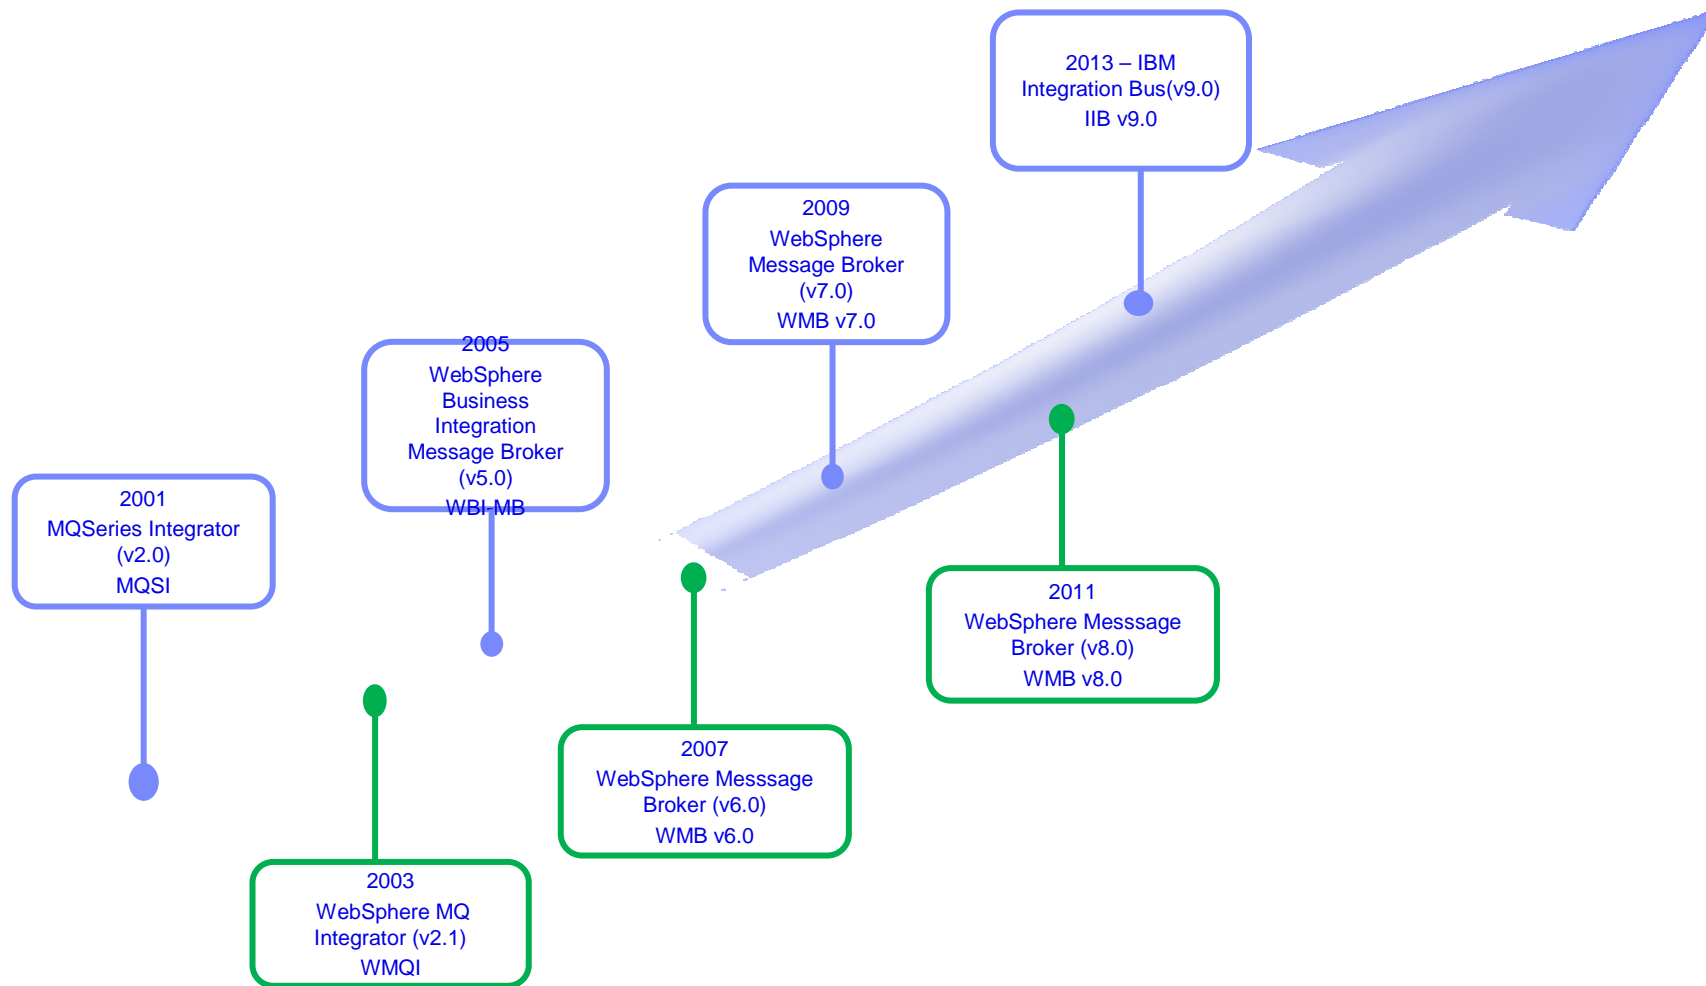 2013 – IBM
Integration Bus(v9.0)
IIB v9.0
2009
WebSphere
Message Broker
(v7.0)
WMB v7.0
2005
WebSphere
Business
Integration
Message Broker
(v5.0)
WBI-MB
2001
MQSeries Integrator
(v2.0)
MQSI
2011
WebSphere Messsage
Broker (v8.0)
WMB v8.0
2007
WebSphere Messsage
Broker (v6.0)
WMB v6.0
2003
WebSphere MQ
Integrator (v2.1)
WMQI